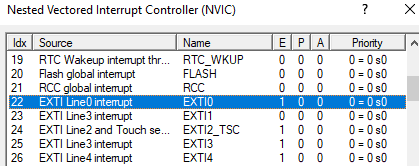 Nested Vectored Interrupt Controller (NVIC)
Idx Source Name E P A Priority
19 RTC Wakeup interrupt thr... RTC_WKUP 0 0 0 0 = 0 s0
20 Flash global interrupt FLASH 0 0 0 0 = 0 s0
21 RCC global interrupt RCC 0 0 0 0 = 0 s0
22 EXTI Line0 interrupt EXTI0 1 0 0 0 = 0 s0
23 EXTI Line3 interrupt EXTI1 0 0 0 0 = 0 s0
24 EXTI Line2 and Touch se... EXTI2_TSC 1 0 0 0 = 0 s0
25 EXTI Line3 interrupt EXTI3 1 0 0 0 = 0 s0
26 EXTI Line4 interrupt EXTI4 1 0 0 0 = 0 s0